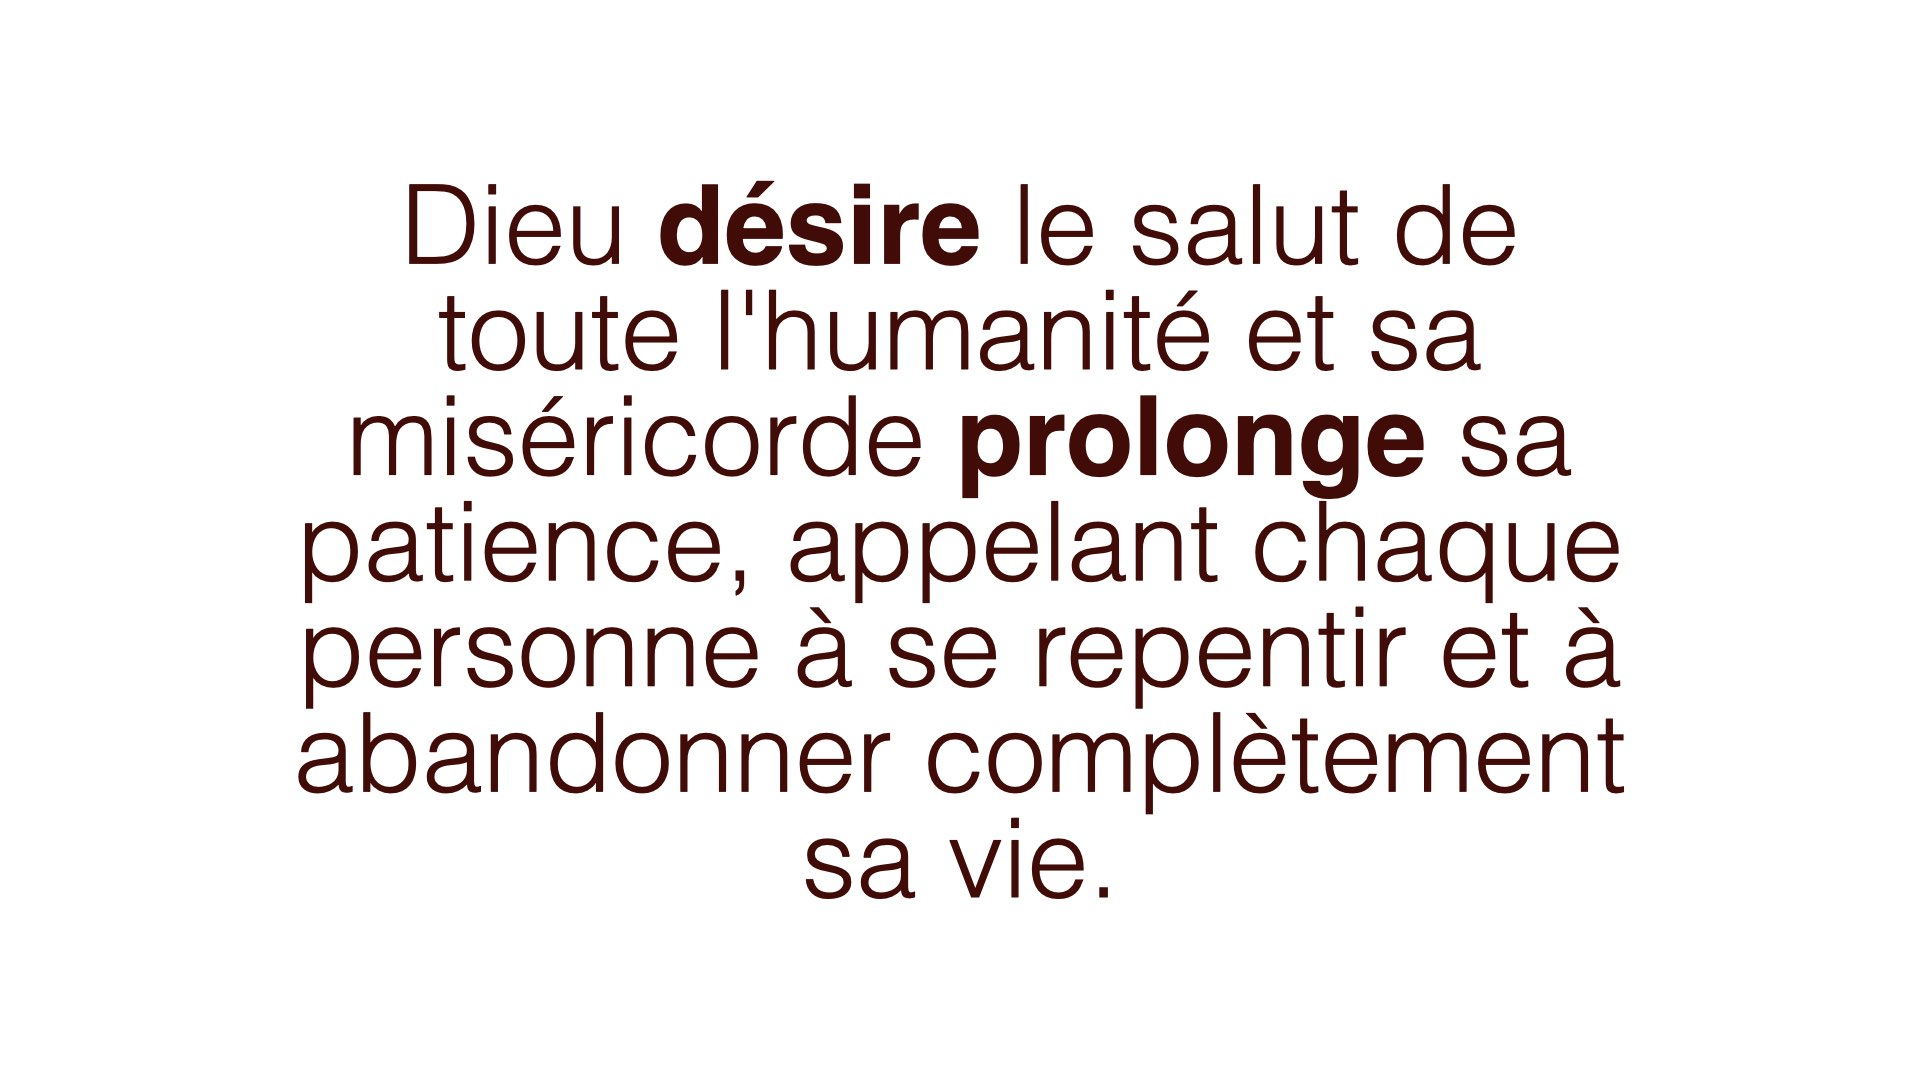 Dieu désire le salut de
toute l'humanité et sa
miséricorde prolonge sa
patience, appelant chaque
personne à se repentir et à
abandonner complètement
sa vie.